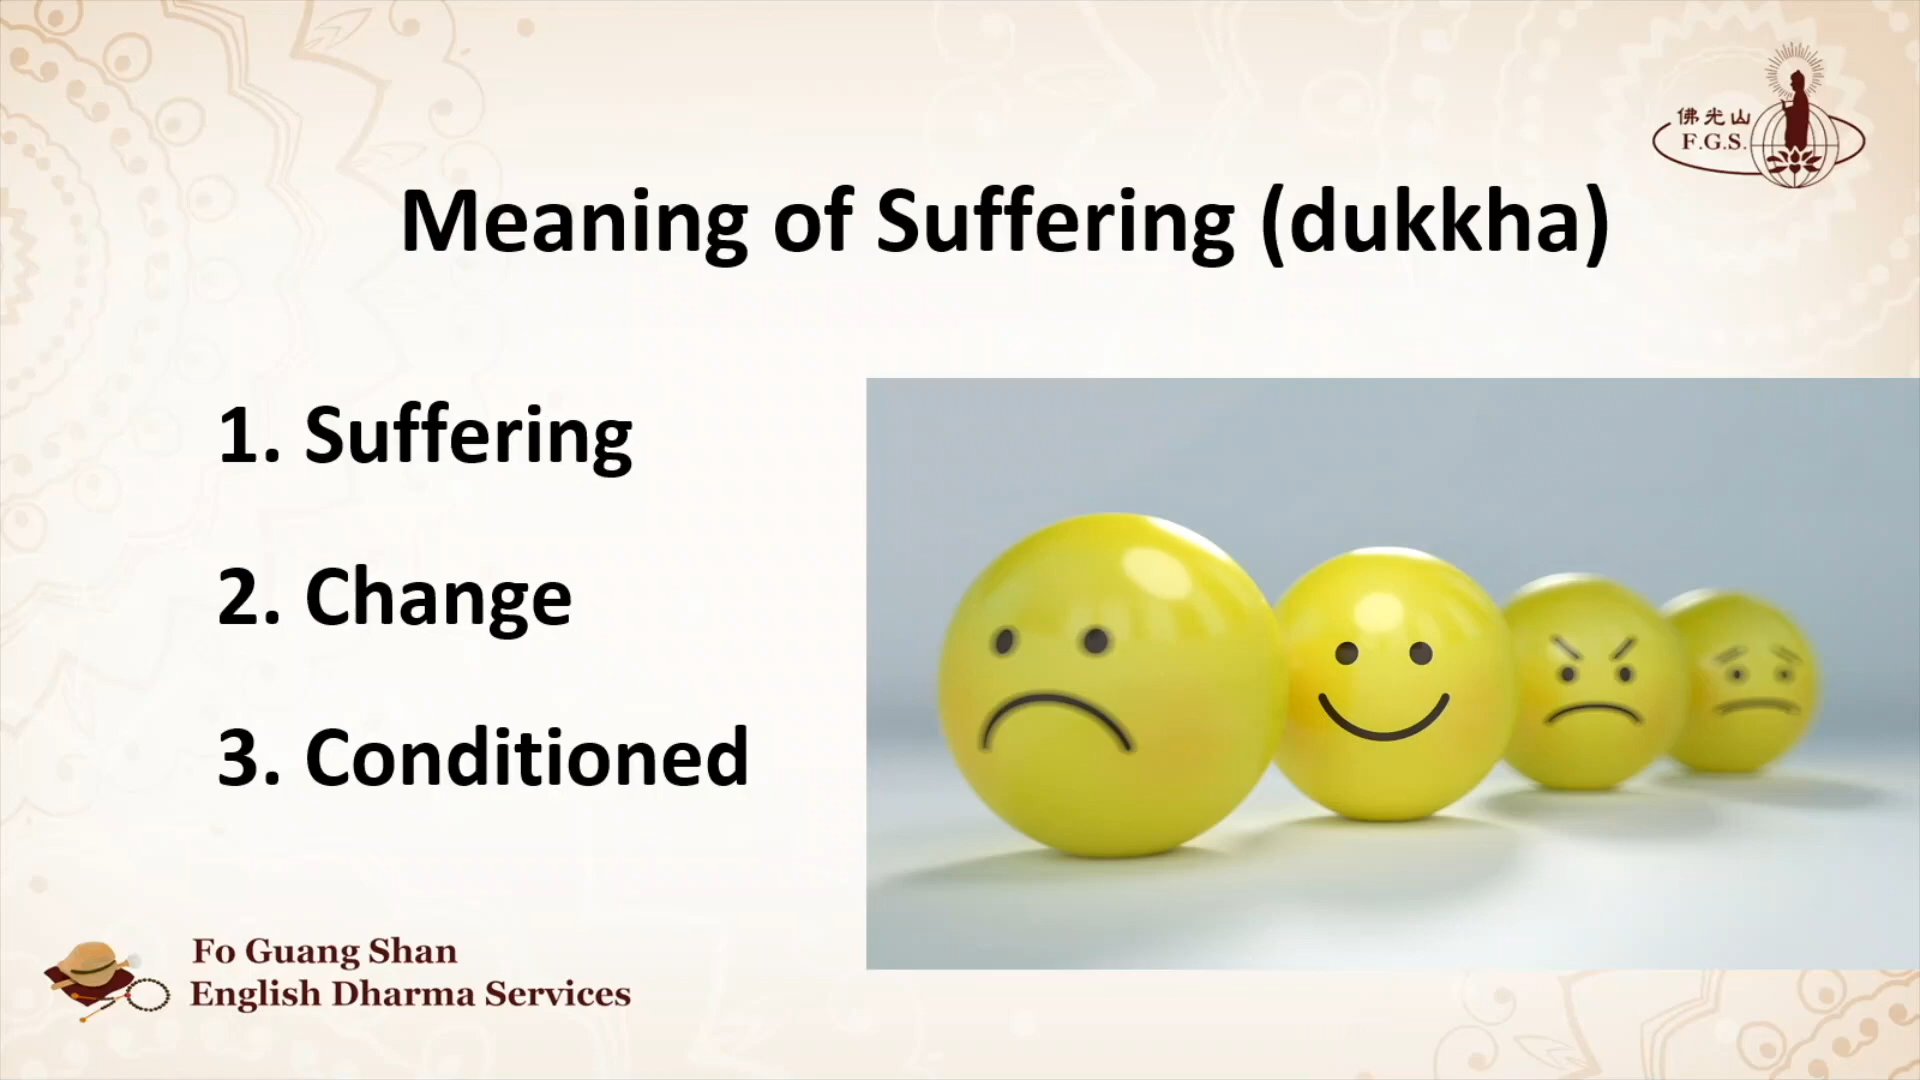 佛光山
F.G.S.
Meaning of Suffering (dukkha)
1. Suffering
2. Change
3. Conditioned
Fo Guang Shan
English Dharma Services